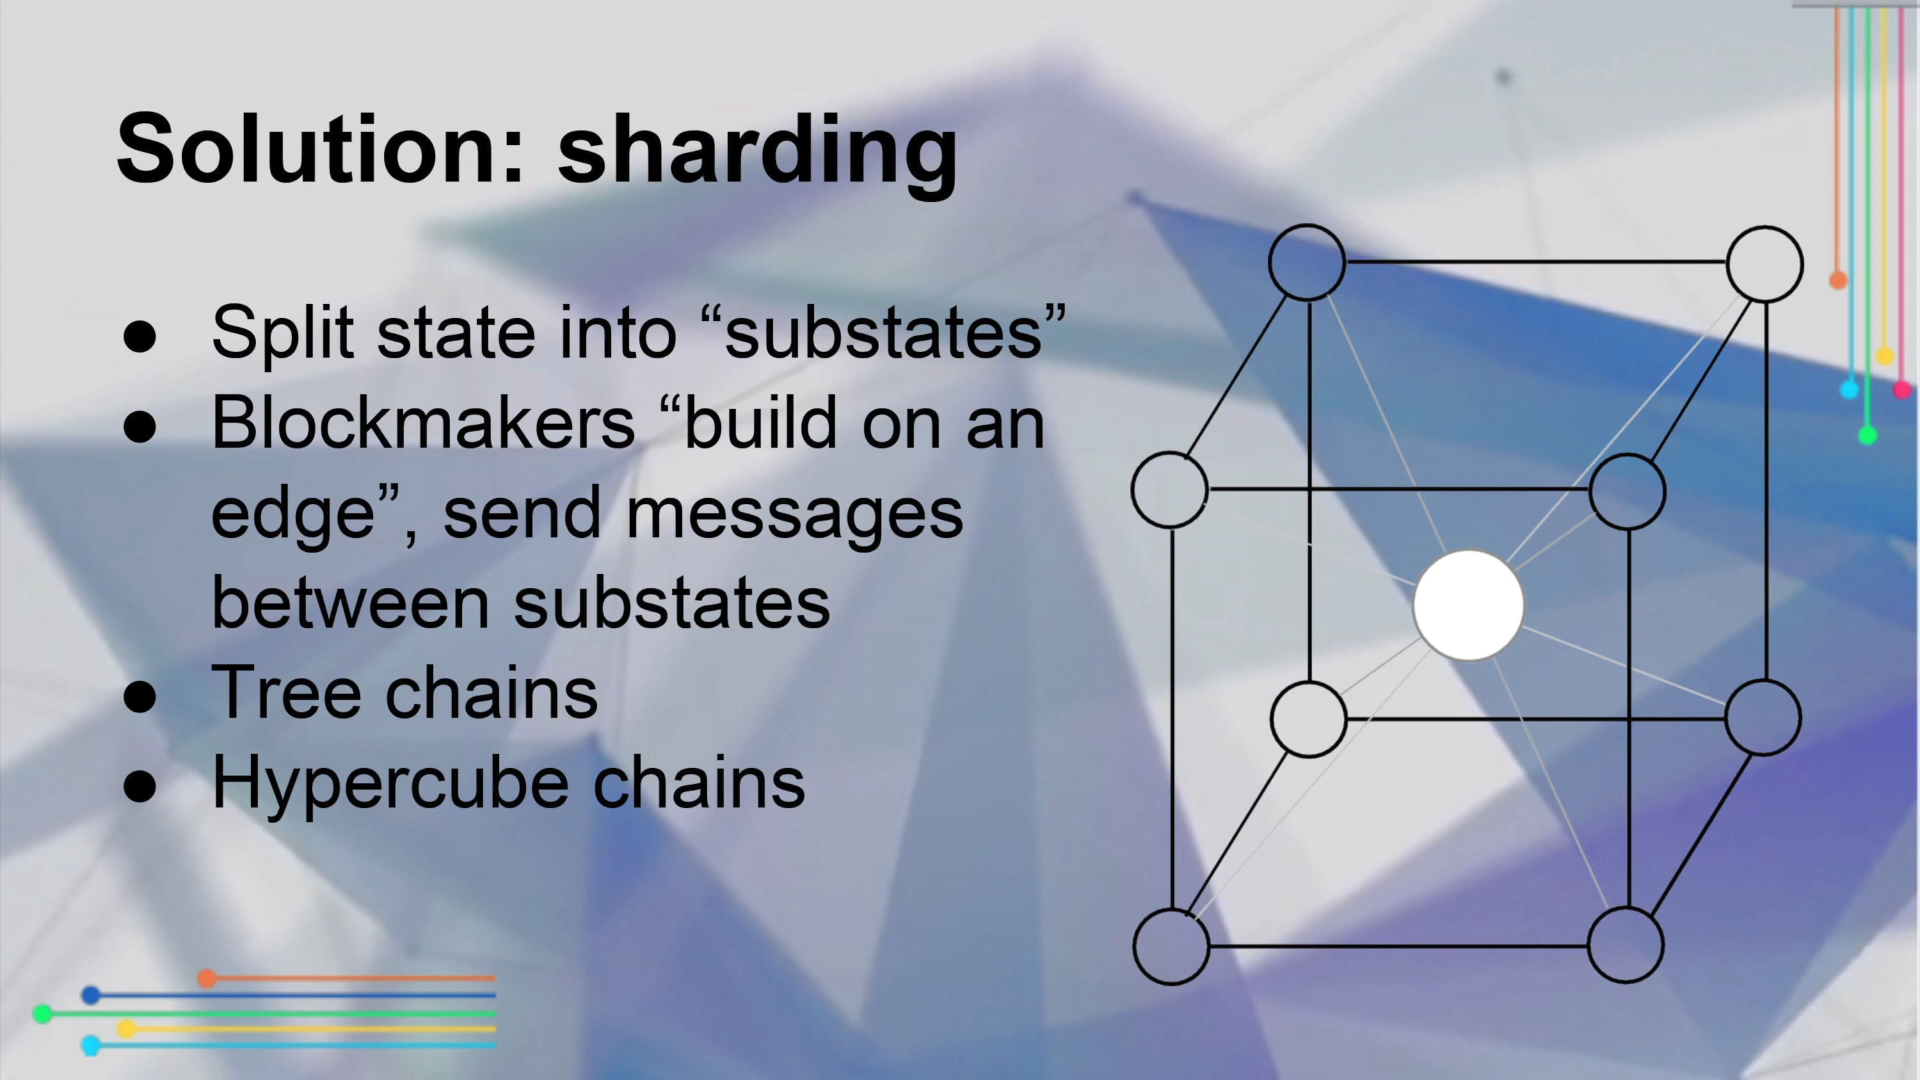 Solution: sharding
● Split state into “substates”
● Blockmakers “build on an
edge”, send messages
between substates
● Tree chains
● Hypercube chains